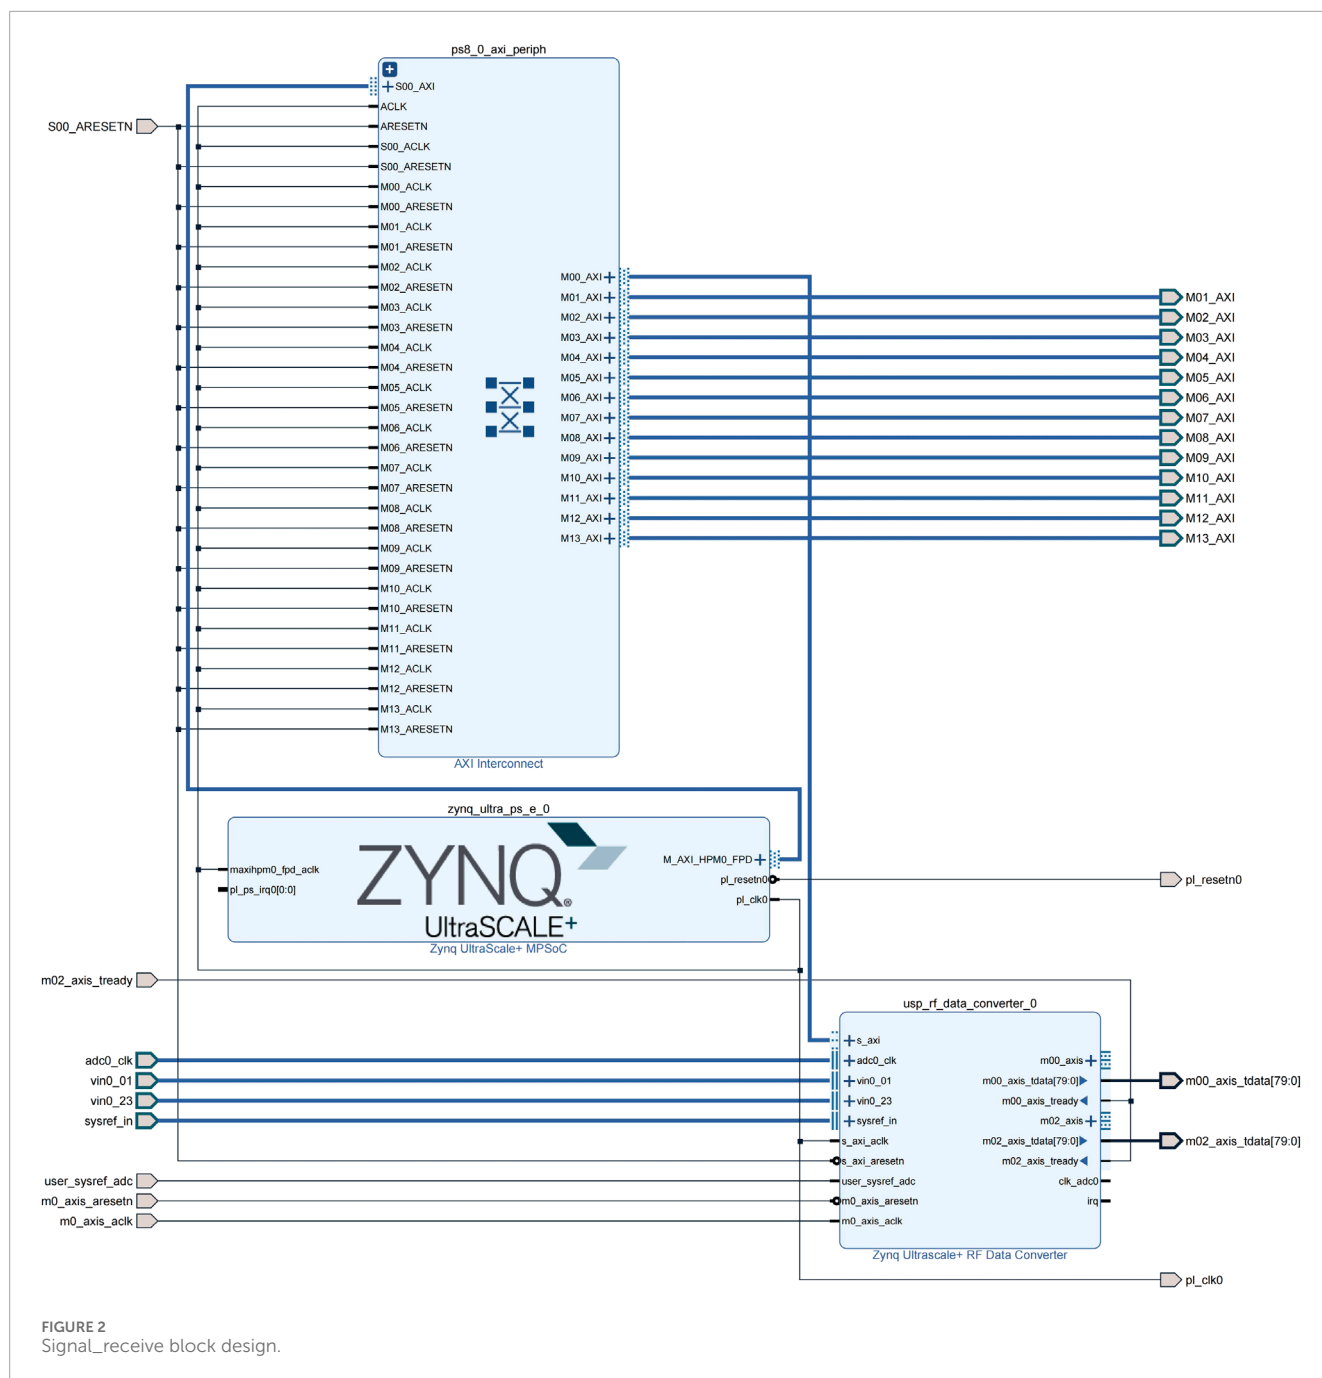 ps8_0_axi_periph
S00_AXI
ACLK
S00_ARESETN
ARESETN
S00_ACLK
S00_ARESETN
M00_ACLK
M00_ARESETN
M01_ACLK
M01_ARESETN
M02_ACLK
M02_ARESETN
M03_ACLK
M03_ARESETN
M04_ACLK
M04_ARESETN
M05_ACLK
M05_ARESETN
M06_ACLK
M06_ARESETN
M07_ACLK
M07_ARESETN
M08_ACLK
M08_ARESETN
M09_ACLK
M09_ARESETN
M10_ACLK
M10_ARESETN
M11_ACLK
M11_ARESETN
M12_ACLK
M12_ARESETN
M13_ACLK
M13_ARESETN
M00_AXI
M01_AXI
M02_AXI
M03_AXI
M04_AXI
M05_AXI
M06_AXI
M07_AXI
M08_AXI
M09_AXI
M10_AXI
M11_AXI
M12_AXI
M13_AXI
M01_AXI
M02_AXI
M03_AXI
M04_AXI
M05_AXI
M06_AXI
M07_AXI
M08_AXI
M09_AXI
M10_AXI
M11_AXI
M12_AXI
M13_AXI
AXI Interconnect
zynq_ultra_ps_e_0
maxihpm0_fpd_aclk
pl_ps_irq0[0:0]
ZYNQ®
UltraSCALE+
M_AXI_HPM0_FPD
pl_resetn0
pl_clk0
Zynq UltraScale+ MPSoC
pl_resetn0
m02_axis_tready
adc0_clk
vin0_01
vin0_23
sysref_in
user_sysref_adc
m0_axis_aresetn
m0_axis_aclk
usp_rf_data_converter_0
s_axi
adc0_clk
vin0_01
vin0_23
sysref_in
s_axi_aclk
s_axi_aresetn
user_sysref_adc
m0_axis_aresetn
m0_axis_aclk
m00_axis
m00_axis_tdata[79:0]
m00_axis_tready
m02_axis
m02_axis_tdata[79:0]
m02_axis_tready
clk_adc0
irq
Zynq Ultrascale+ RF Data Converter
m00_axis_tdata[79:0]
m02_axis_tdata[79:0]
pl_clk0
FIGURE 2
Signal_receive block design.